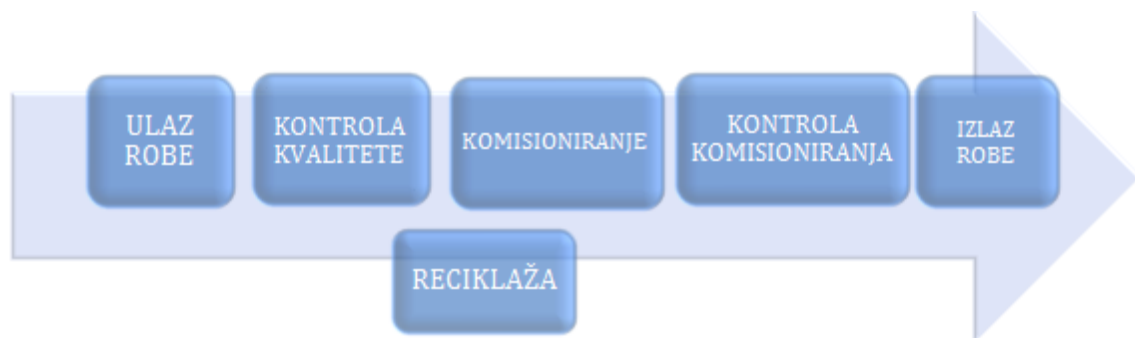 ULAZ
ROBE
KONTROLA
KVALITETE
KOMISIONIRANJE
KONTROLA
KOMISIONIRANJA
IZLAZ
ROBE
RECIKLAŽA